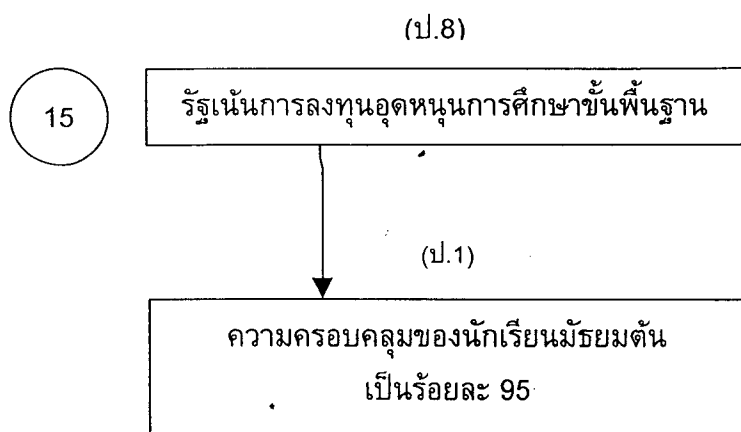 (ป.8)
15
รัฐเน้นการลงทุนอุดหนุนการศึกษาขั้นพื้นฐาน
(ป.1)
ความครอบคลุมของนักเรียนมัธยมต้น
เป็นร้อยละ 95